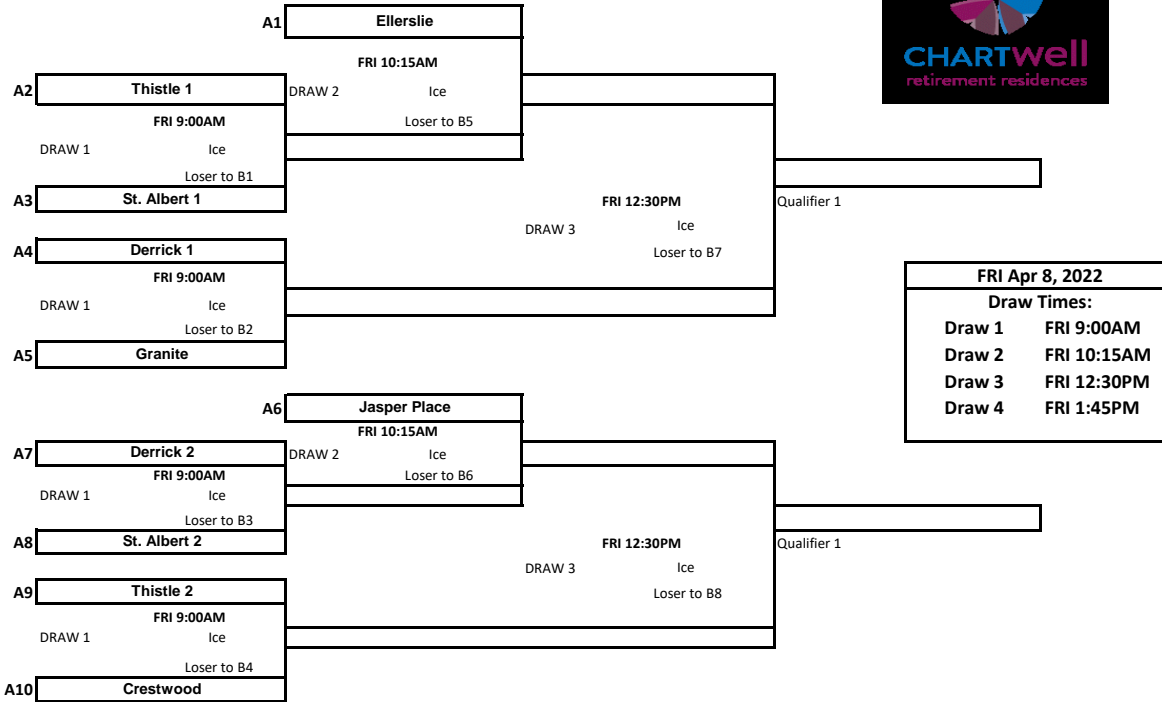 A1 Ellerslie
CHARTWell
retirement residences
FRI 10:15AM
A2 Thistle 1 DRAW 2 Ice
FRI 9:00AM Loser to B5
DRAW 1 Ice
Loser to B1
A3 St. Albert 1 FRI 12:30PM Qualifier 1
DRAW 3 Ice
A4 Derrick 1 Loser to B7
FRI 9:00AM
DRAW 1 Ice
Loser to B2
A5 Granite
FRI Apr 8, 2022
Draw Times:
Draw 1 FRI 9:00AM
Draw 2 FRI 10:15AM
Draw 3 FRI 12:30PM
Draw 4 FRI 1:45PM
A6 Jasper Place
FRI 10:15AM
A7 Derrick 2 DRAW 2 Ice
FRI 9:00AM Loser to B6
DRAW 1 Ice
Loser to B3
A8 St. Albert 2 FRI 12:30PM Qualifier 1
DRAW 3 Ice
A9 Thistle 2 Loser to B8
FRI 9:00AM
DRAW 1 Ice
Loser to B4
A10 Crestwood